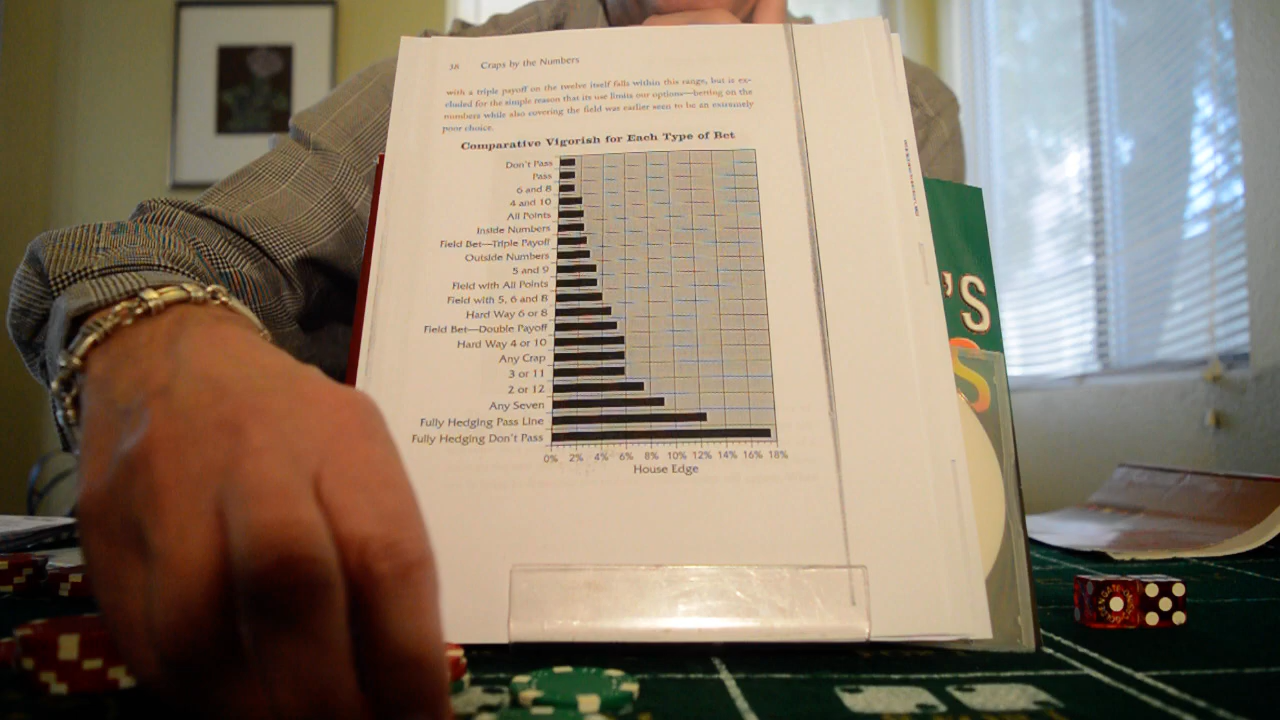 38 Craps by the Numbers
with a triple payoff on the twelve itself falls within this range, but is ex-
cluded for the simple reason that its use limits our options—betting on the
numbers while also covering the field was earlier seen to be an extremely
poor choice.
Comparative Vigorish for Each Type of Bet
Don't Pass
Pass
6 and 8
4 and 10
All Points
Inside Numbers
Field Bet—Triple Payoff
Outside Numbers
5 and 9
Field with All Points
Field with 5, 6 and 8
Hard Way 6 or 8
Field Bet—Double Payoff
Hard Way 4 or 10
Any Crap
3 or 11
2 or 12
Any Seven
Fully Hedging Pass Line
Fully Hedging Don't Pass
0% 2% 4% 6% 8% 10% 12% 14% 16% 18%
House Edge
'S
S